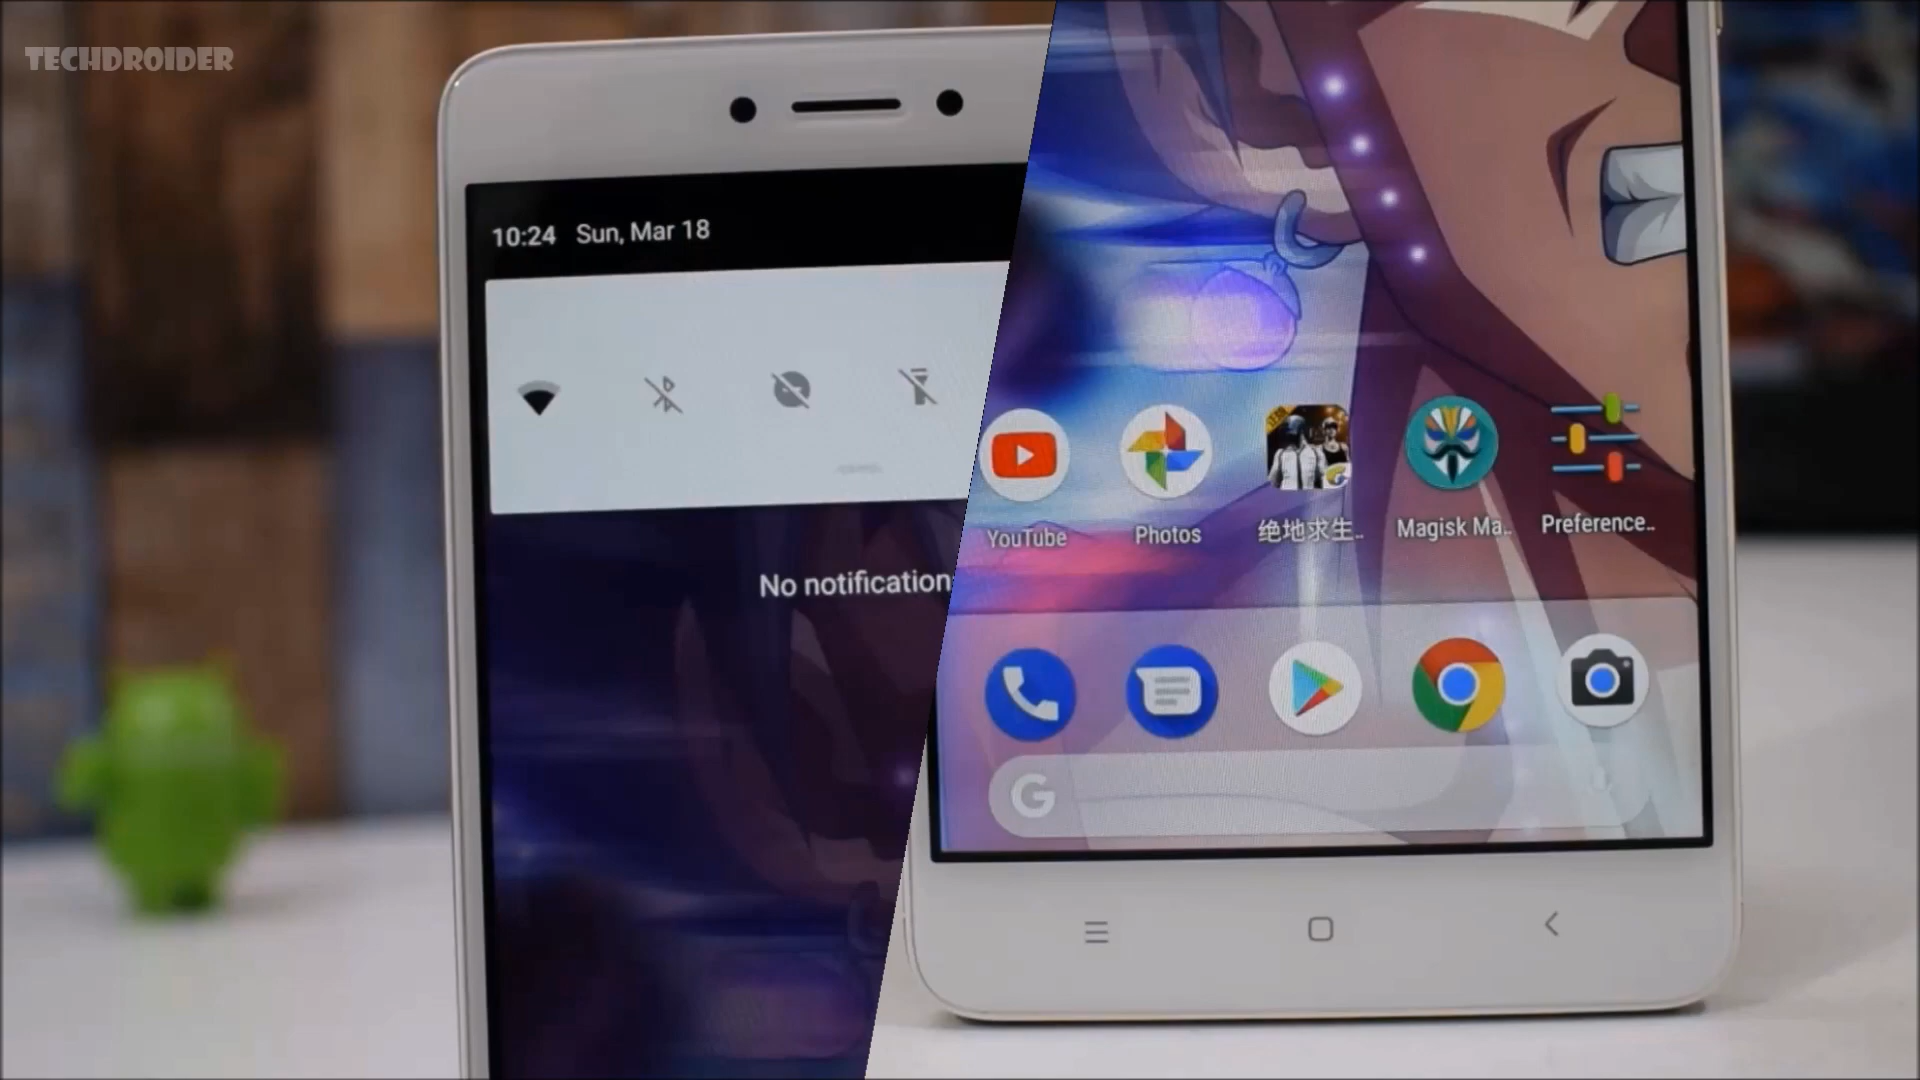 TECHDROIDER
10:24 Sun, Mar 18
No notification
YouTube
Photos
绝地求生..
Magisk Ma..
Preference..
G